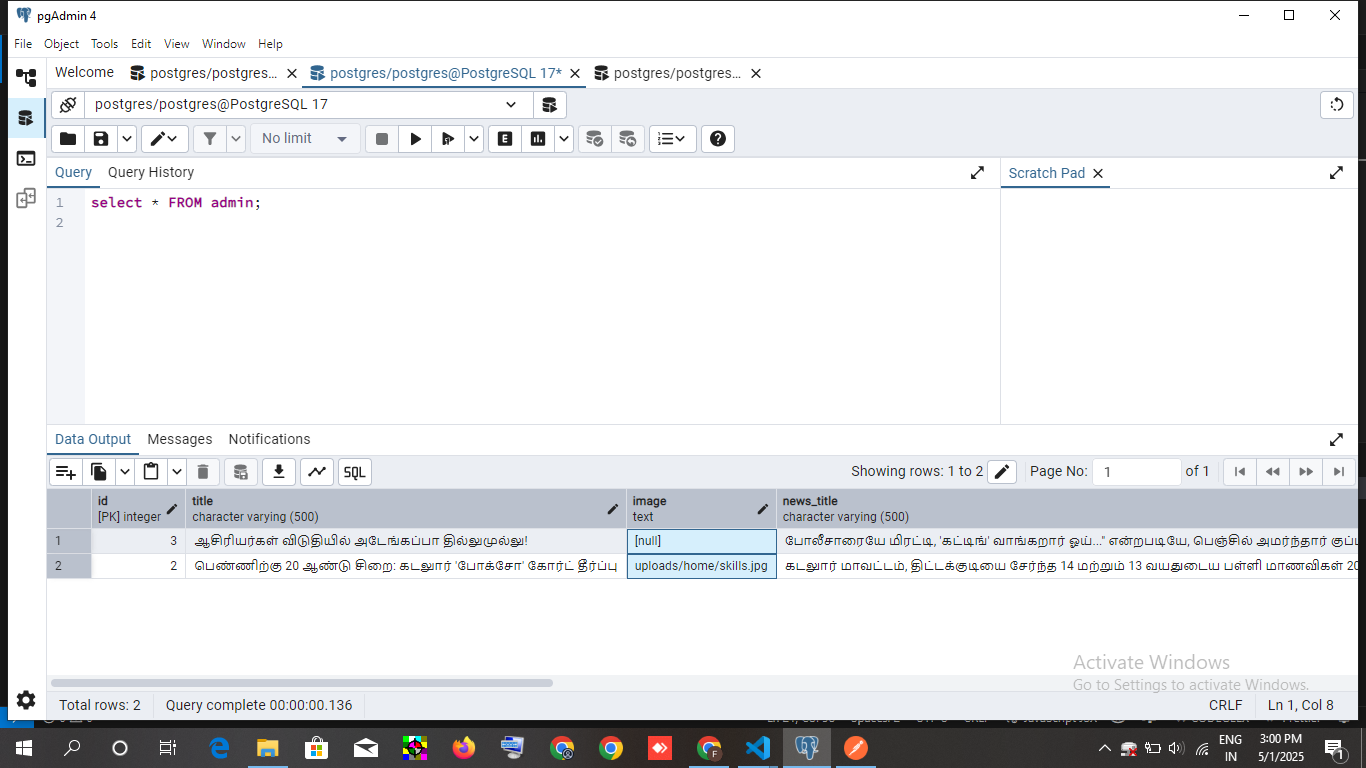 pgAdmin 4
File Object Tools Edit View Window Help
Welcome postgres/postgres... postgres/postgres@PostgreSQL 17* postgres/postgres...
postgres/postgres@PostgreSQL 17
No limit
Query Query History Scratch Pad
1 select * FROM admin;
2
Data Output Messages Notifications
SQL Showing rows: 1 to 2 Page No: 1 of 1
id title image news_title
[PK] integer character varying (500) text character varying (500)
1 3 ஆசிரியர்கள் விடுதியில் அடேங்கப்பா தில்லுமுல்லு! [null] போலீசாரையே மிரட்டி, 'கட்டிங்' வாங்கறார் ஓய்..." என்றபடியே, பெஞ்சில் அமர்ந்தார் குப்
2 2 பெண்ணிற்கு 20 ஆண்டு சிறை: கடலுார் 'போக்சோ' கோர்ட் தீர்ப்பு uploads/home/skills.jpg கடலுார் மாவட்டம், திட்டக்குடியை சேர்ந்த 14 மற்றும் 13 வயதுடைய பள்ளி மாணவிகள் 20
Activate Windows
Go to Settings to activate Windows.
Total rows: 2 Query complete 00:00:00.136 CRLF Ln 1, Col 8
ENG 3:00 PM
IN 5/1/2025